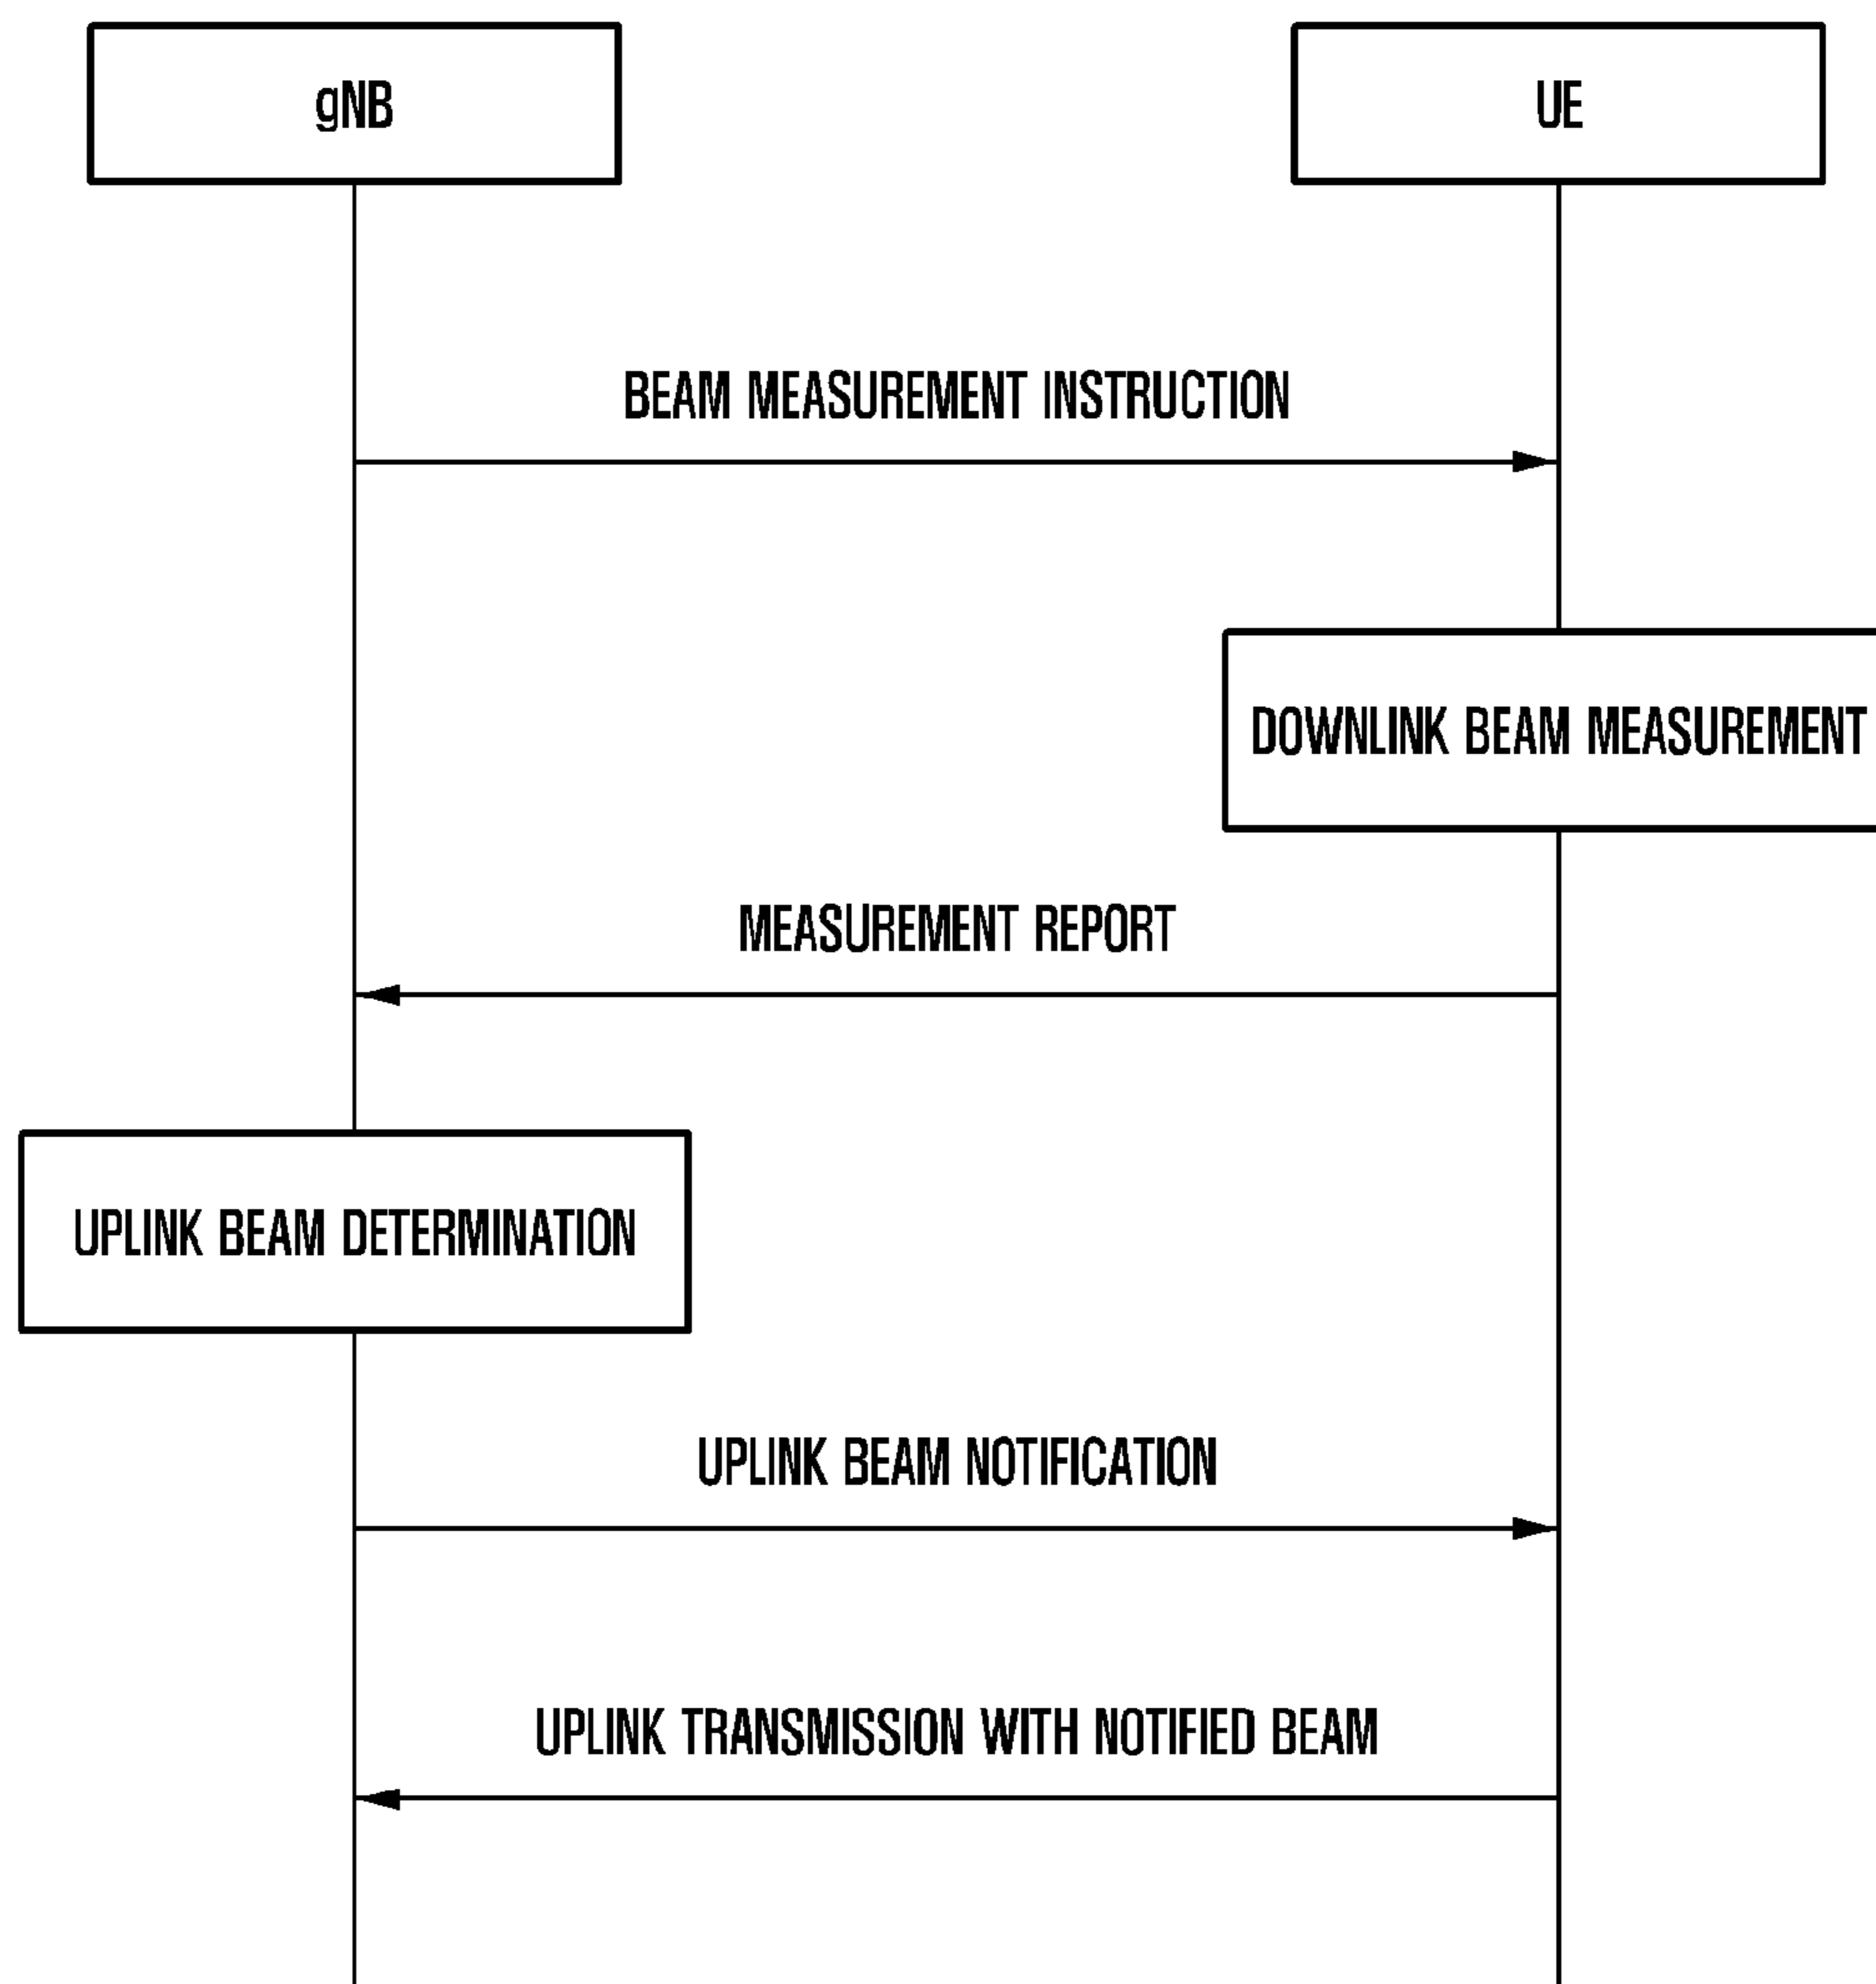 gNB
UE
BEAM MEASUREMENT INSTRUCTION
DOWNLINK BEAM MEASUREMENT
MEASUREMENT REPORT
UPLINK BEAM DETERMINATION
UPLINK BEAM NOTIFICATION
UPLINK TRANSMISSION WITH NOTIFIED BEAM